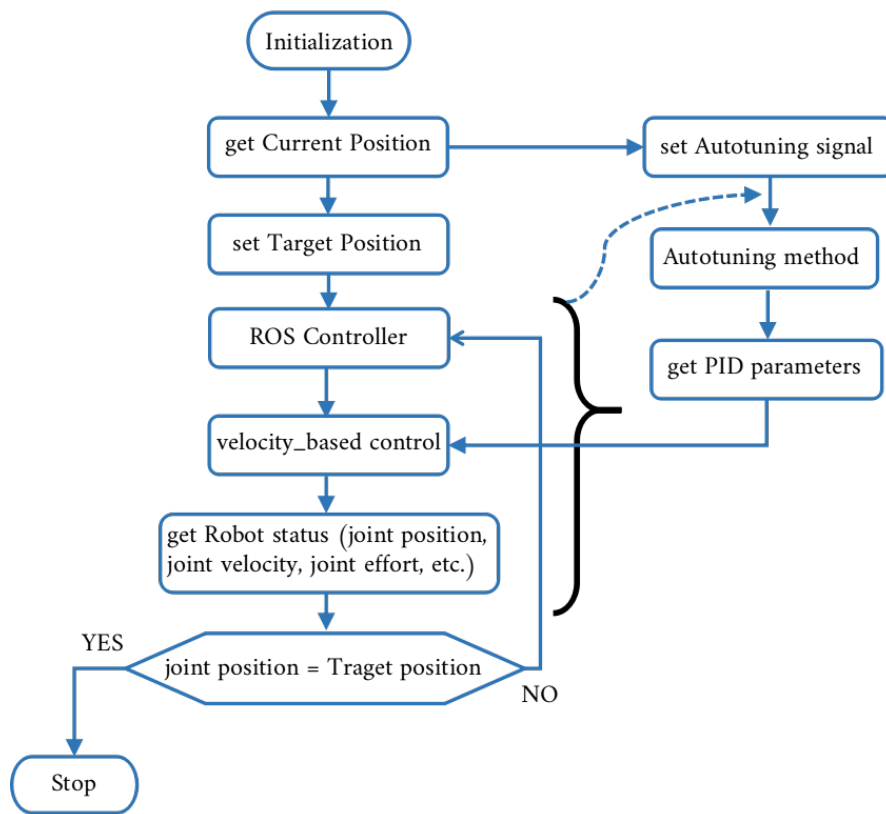 Initialization
get Current Position
set Autotuning signal
set Target Position
Autotuning method
ROS Controller
get PID parameters
velocity_based control
get Robot status (joint position,
joint velocity, joint effort, etc.)
YES
joint position = Traget position
NO
Stop